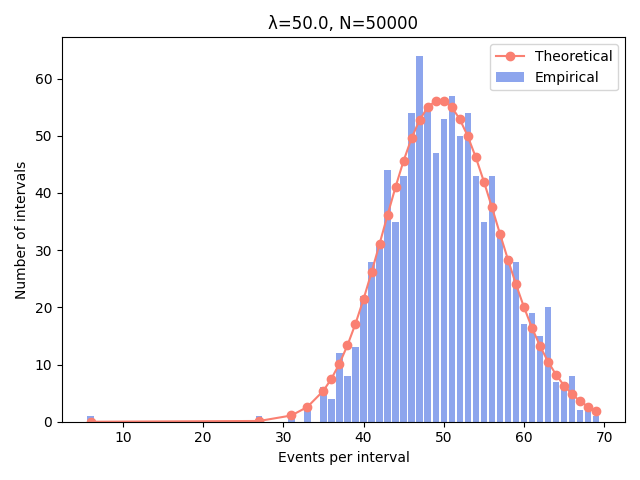 λ=50.0, N=50000
Theoretical
Empirical
Number of intervals
60
50
40
30
20
10
0
10 20 30 40 50 60 70
Events per interval